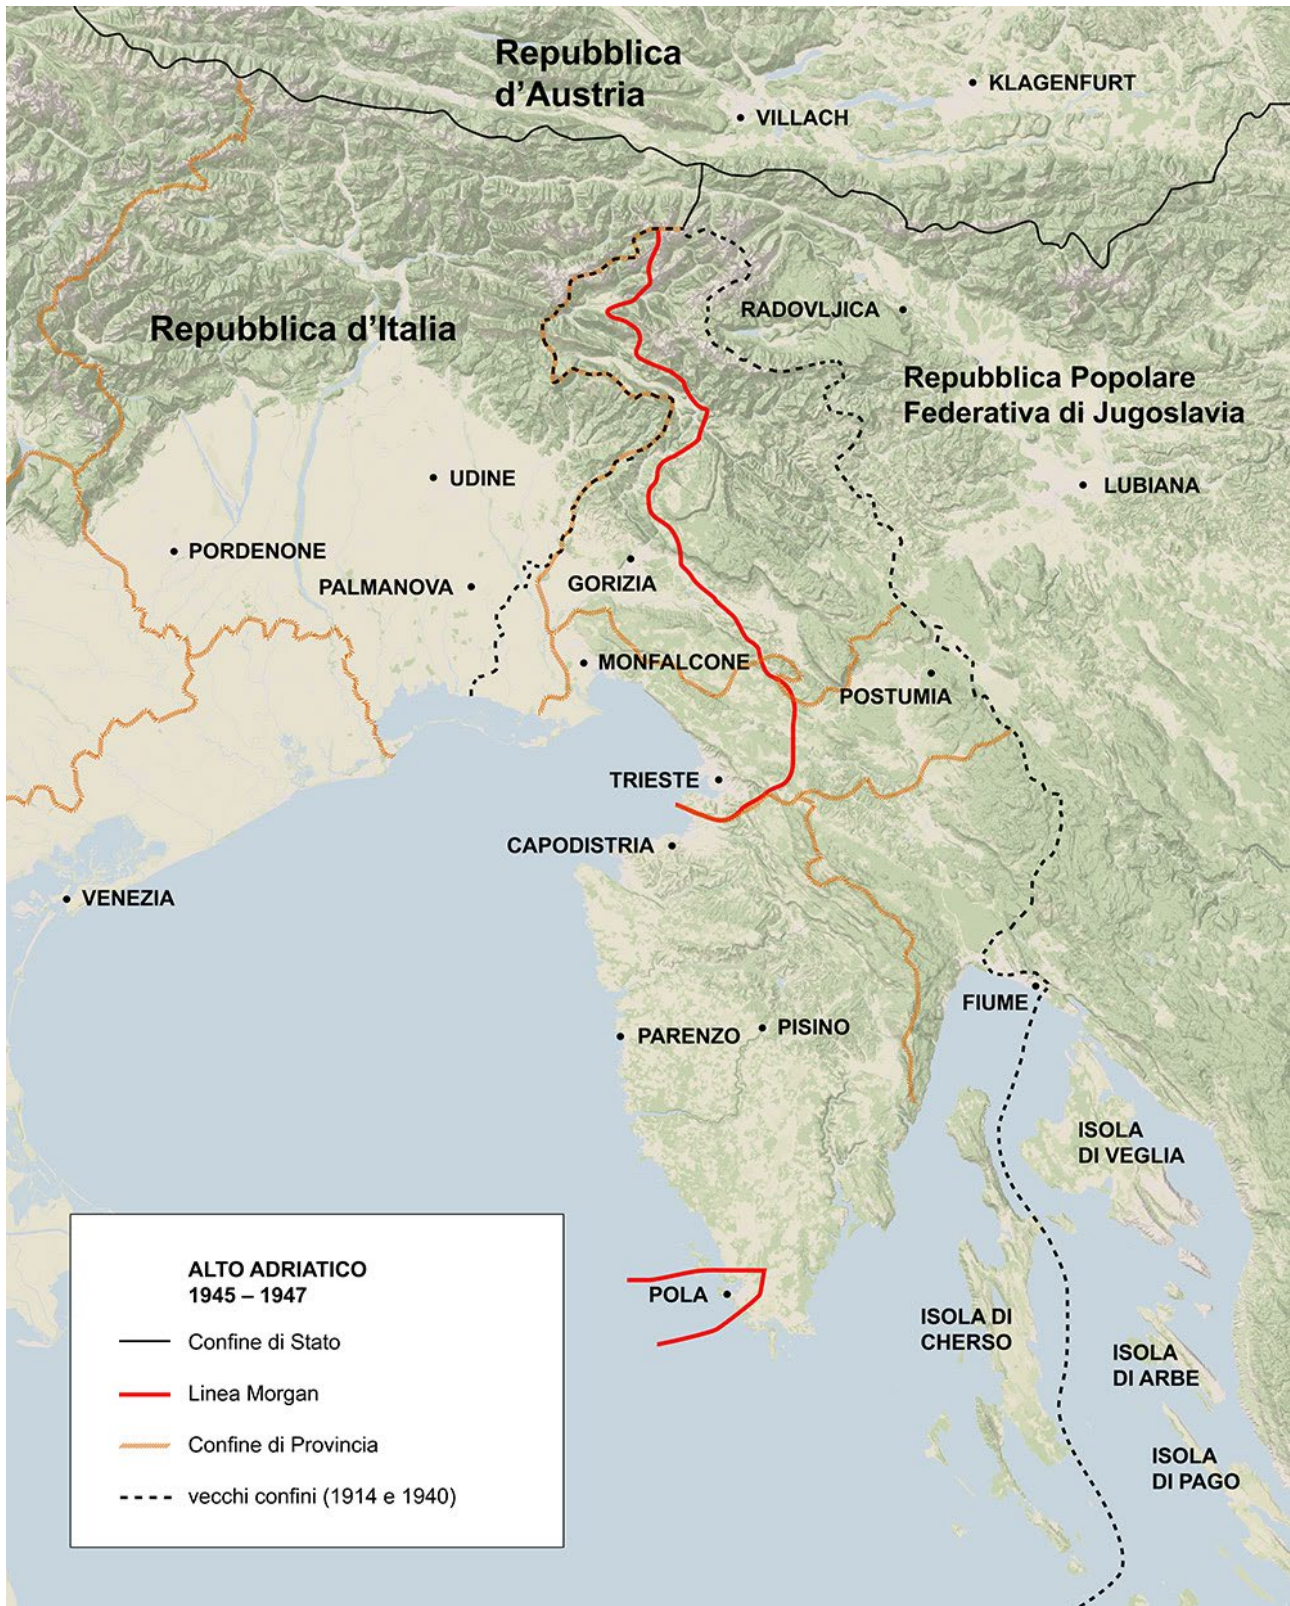 Repubblica
d’Austria
KLAGENFURT
VILLACH
Repubblica d’Italia
RADOVLJICA
Repubblica Popolare
Federativa di Jugoslavia
UDINE
LUBIANA
PORDENONE
PALMANOVA
GORIZIA
MONFALCONE
POSTUMIA
TRIESTE
CAPODISTRIA
VENEZIA
FIUME
PARENZO
PISINO
ISOLA
DI VEGLIA
POLA
ISOLA DI
CHERSO
ISOLA
DI ARBE
ISOLA
DI PAGO
ALTO ADRIATICO
1945 – 1947
Confine di Stato
Linea Morgan
Confine di Provincia
vecchi confini (1914 e 1940)